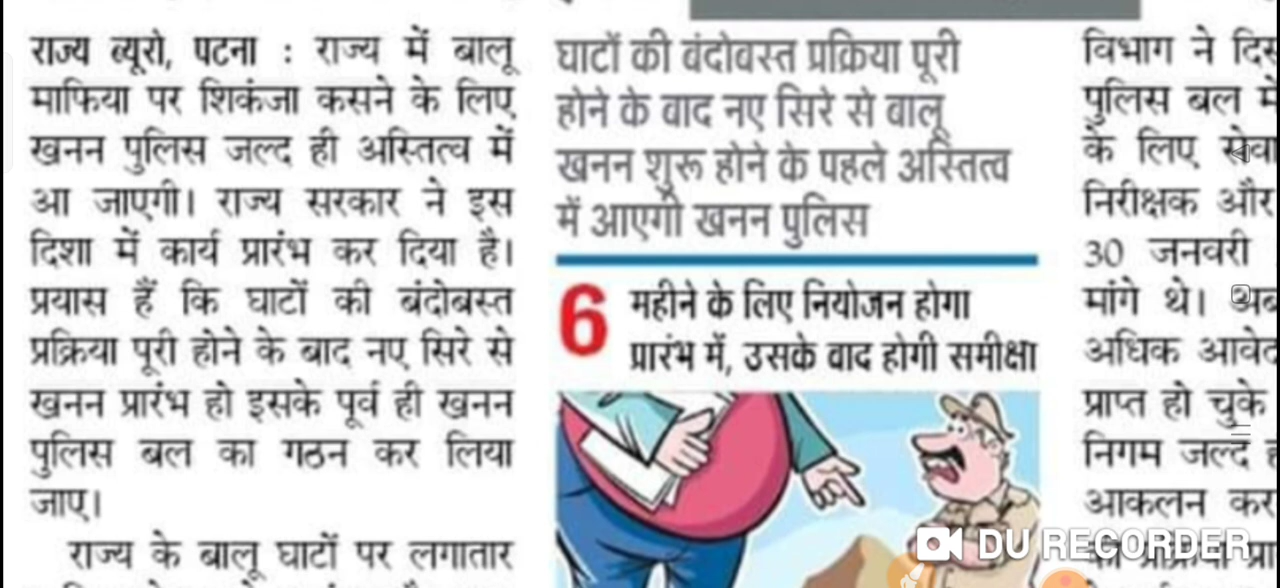 राज्य ब्यूरो, पटना : राज्य में बालू
माफिया पर शिकंजा कसने के लिए
खनन पुलिस जल्द ही अस्तित्व में
आ जाएगी। राज्य सरकार ने इस
दिशा में कार्य प्रारंभ कर दिया है।
प्रयास हैं कि घाटों की बंदोबस्त
प्रक्रिया पूरी होने के बाद नए सिरे से
खनन प्रारंभ हो इसके पूर्व ही खनन
पुलिस बल का गठन कर लिया
जाए।
राज्य के बालू घाटों पर लगातार
घाटों की बंदोवस्त प्रक्रिया पूरी
होने के वाद नए सिरे से वालू
खनन शुरू होने के पहले अस्तित्व
में आएगी खनन पुलिस
6 महीने के लिए नियोजन होगा
प्रारंभ में, उसके वाद होगी समीक्षा
विभाग ने
पुलिस बल
के लिए
निरीक्षक और
30 जनवरी
मांगे थे।
अधिक
प्राप्त हो चुके
निगम जल्द
आकलन कर
DU RECORDER